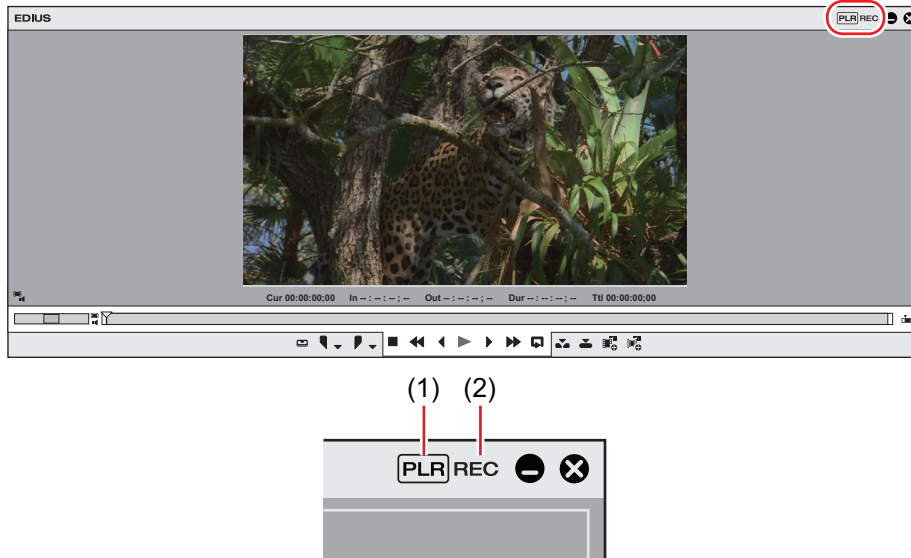 EDIUS
PLR REC
Cur 00:00:00;00 In -- : -- : -- ; -- Out -- : -- : -- ; -- Dur -- : -- : -- ; -- Ttl 00:00:00;00
(1) (2)
PLR REC